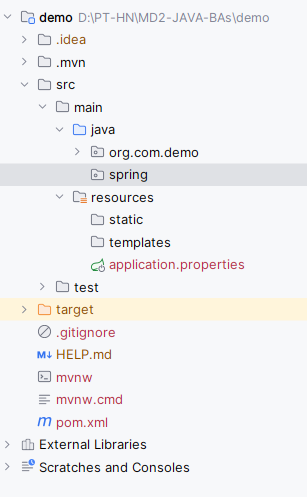 demo D:\PT-HN\MD2-JAVA-BAs\demo
.idea
.mvn
src
main
java
org.com.demo
spring
resources
static
templates
application.properties
test
target
.gitignore
HELP.md
mvnw
mvnw.cmd
pom.xml
External Libraries
Scratches and Consoles